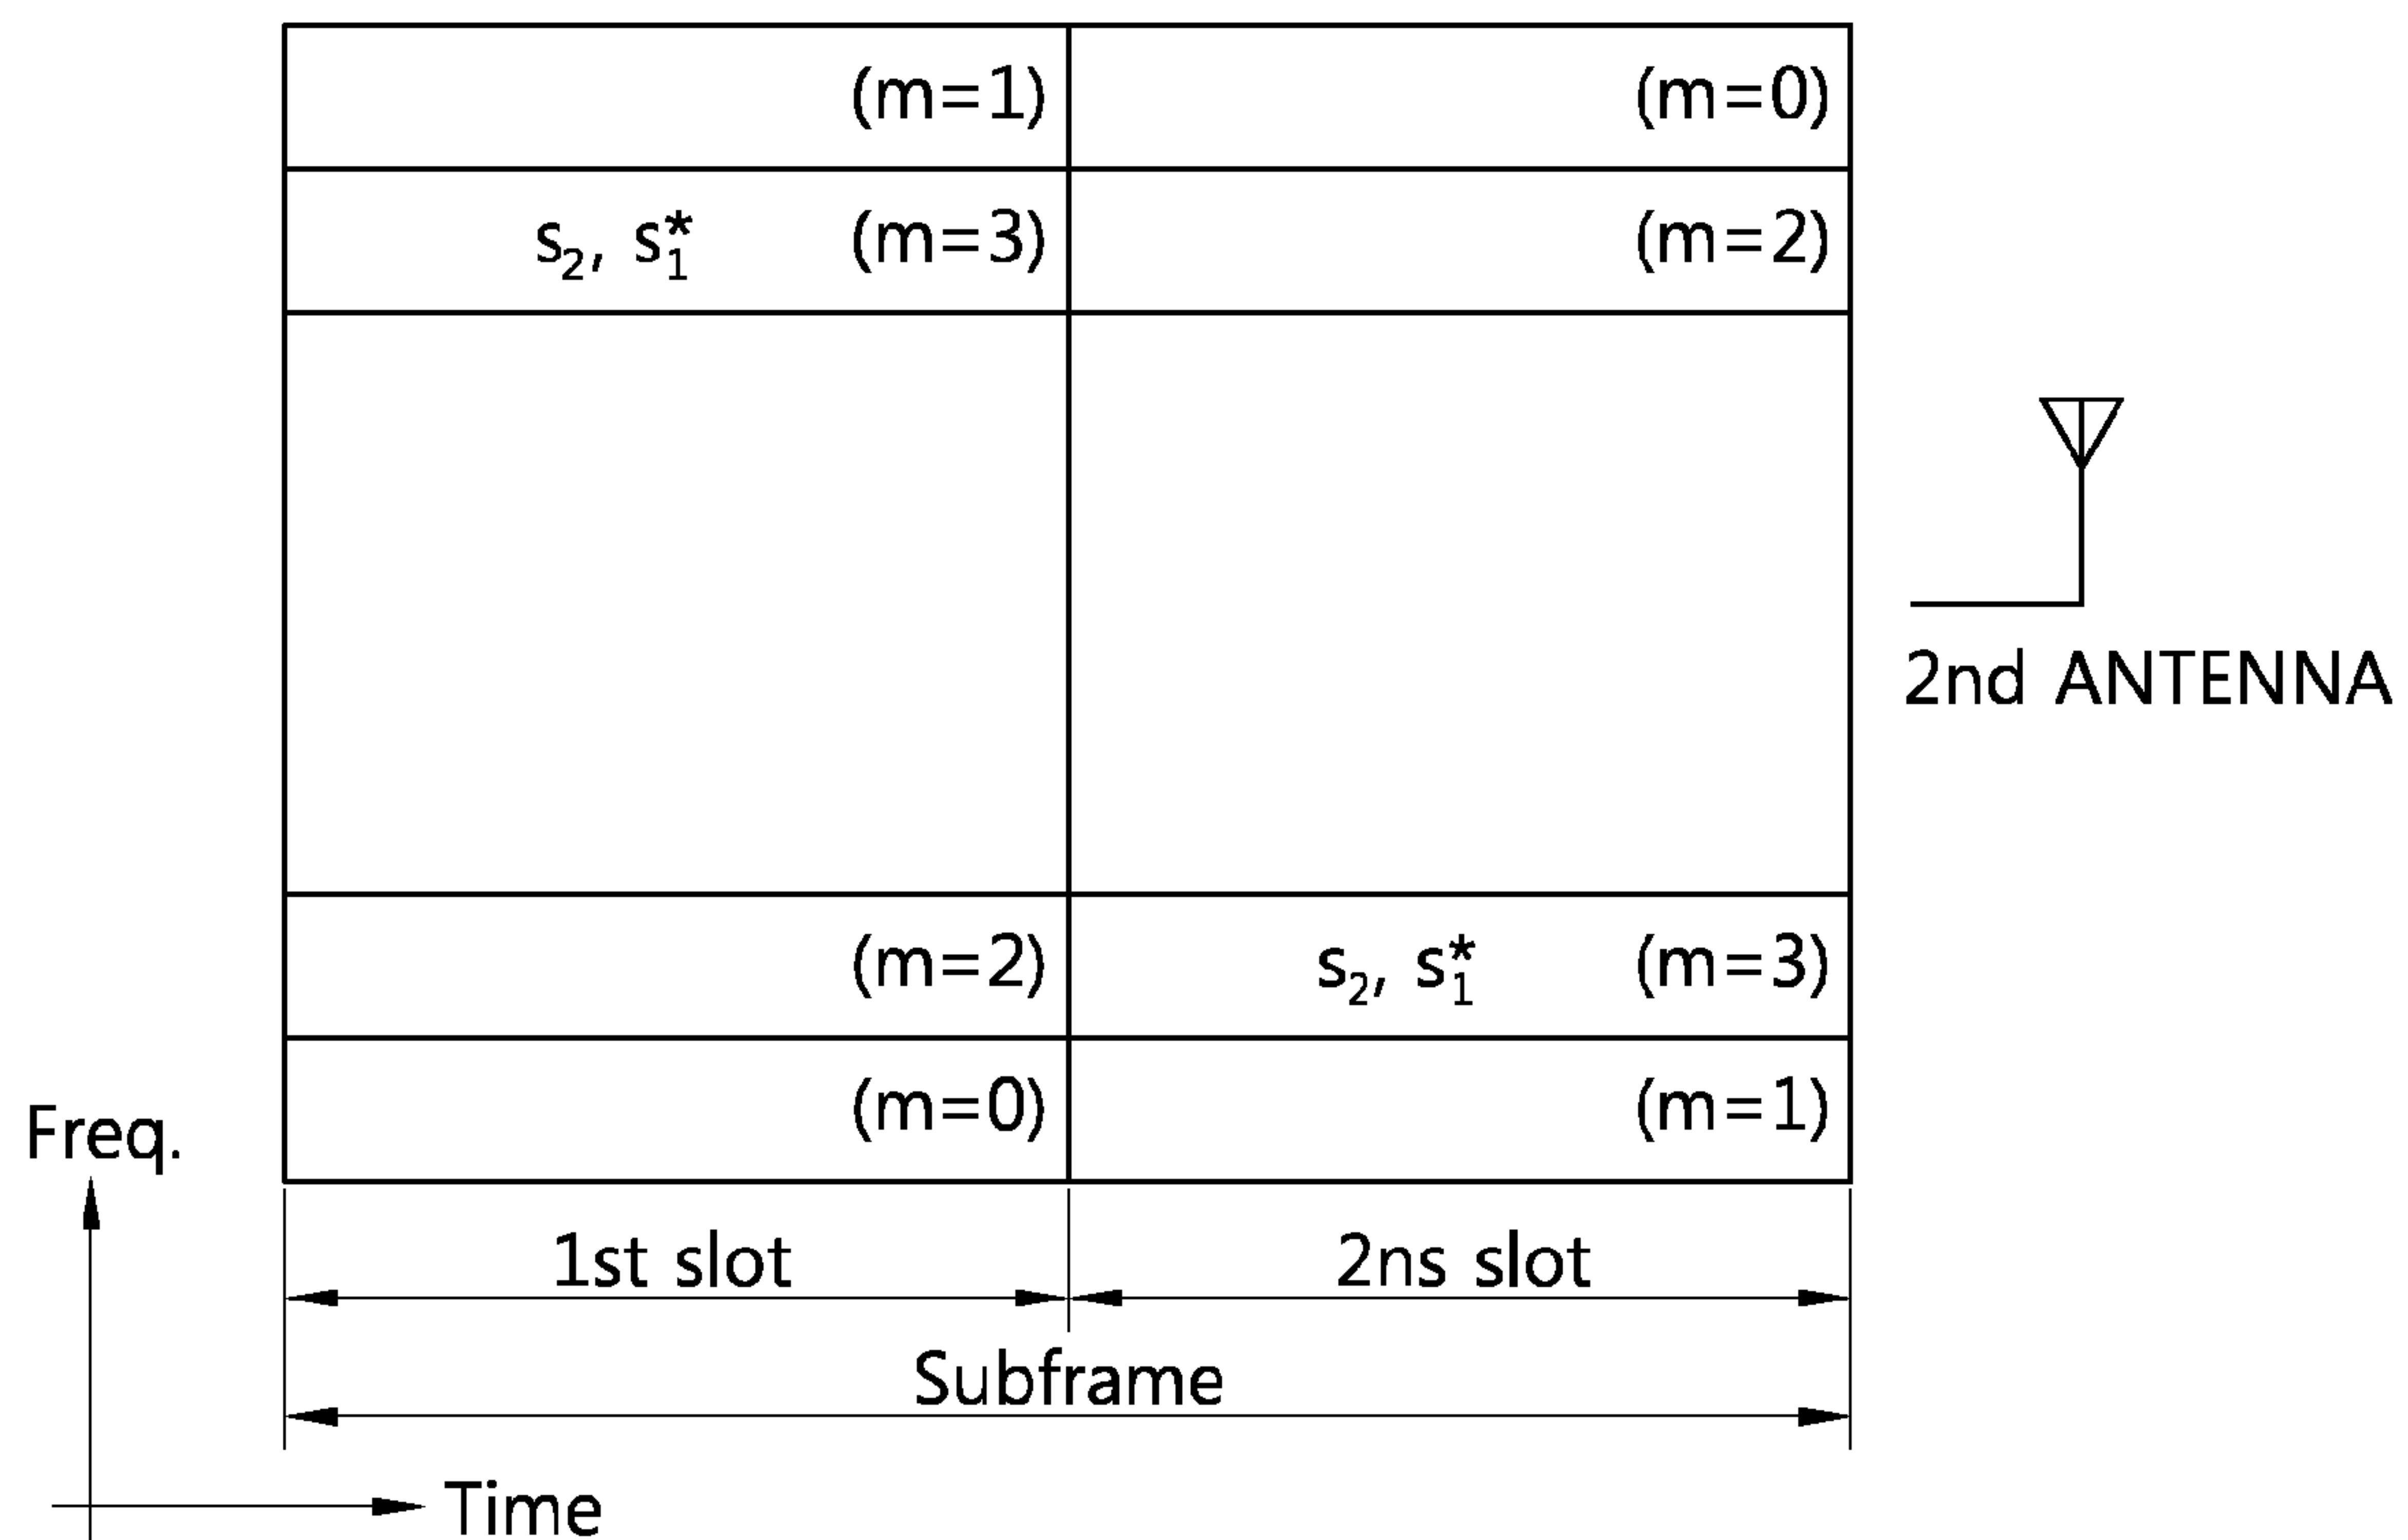 (m=1) (m=0)
s₂, s₁* (m=3) (m=2)
2nd ANTENNA
(m=2) s₂, s₁* (m=3)
(m=0) (m=1)
Freq.
1st slot 2ns slot
Subframe
Time